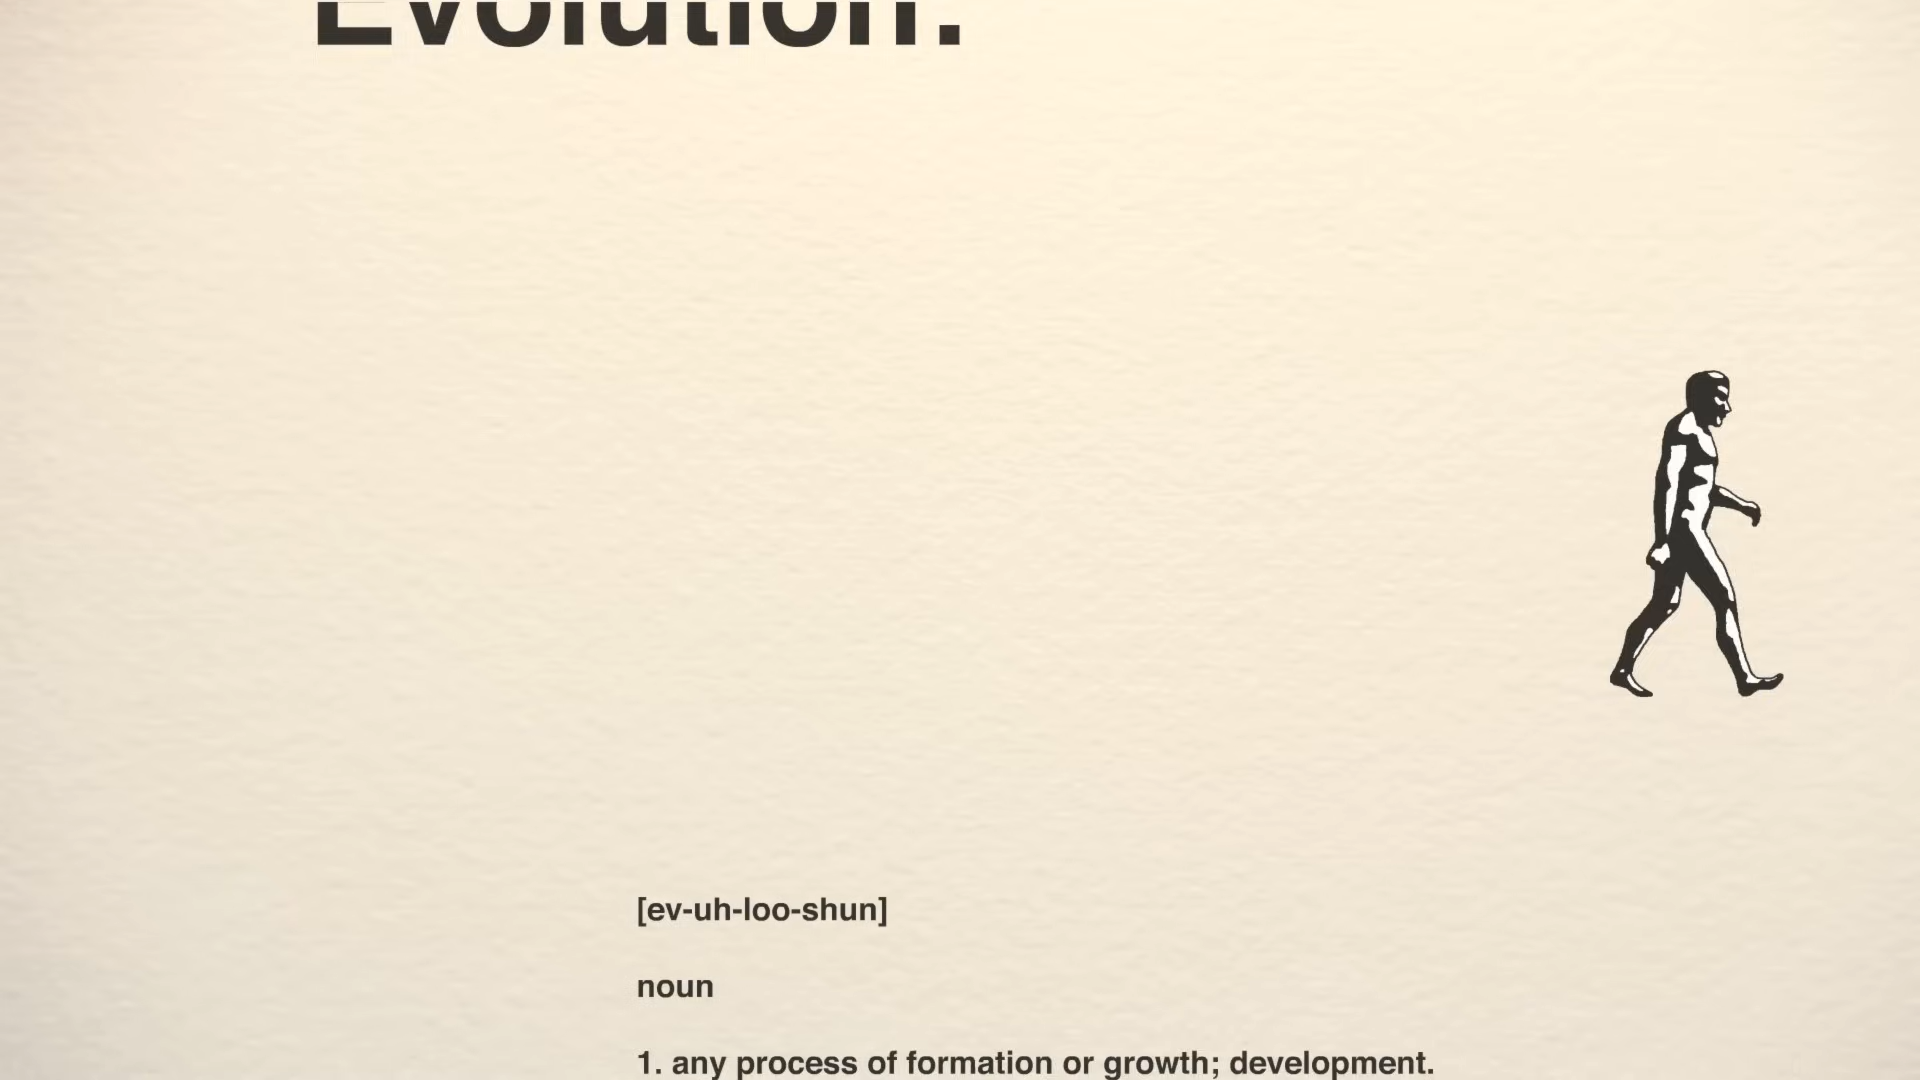 Evolution.
[ev-uh-loo-shun]
noun
1. any process of formation or growth; development.